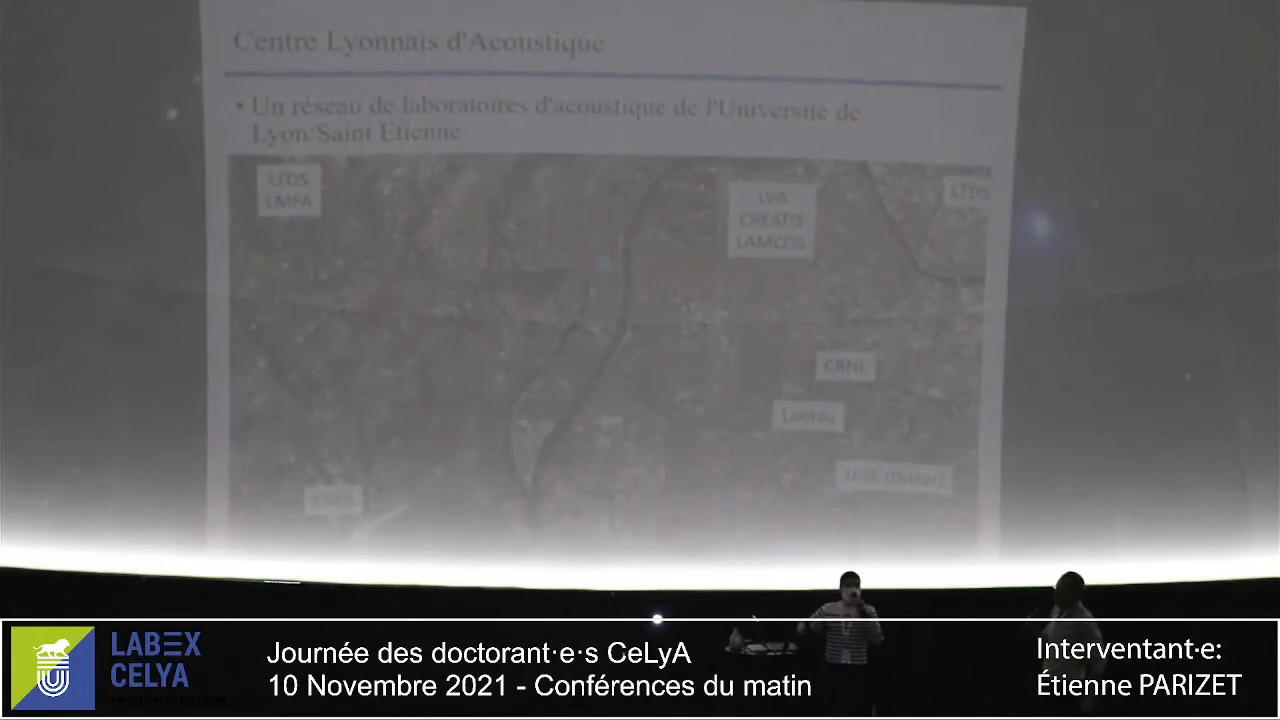 Centre Lyonnais d'Acoustique
• Un réseau de laboratoires d'acoustique de l'Université de
Lyon/Saint Etienne
LTDS
LMFA
LVA
CREATIS
LAMCOS
LTDS
CRNL
Labtau
LABEX
CELYA
Journée des doctorant·e·s CeLyA
10 Novembre 2021 - Conférences du matin
Interventant·e:
Étienne PARIZET